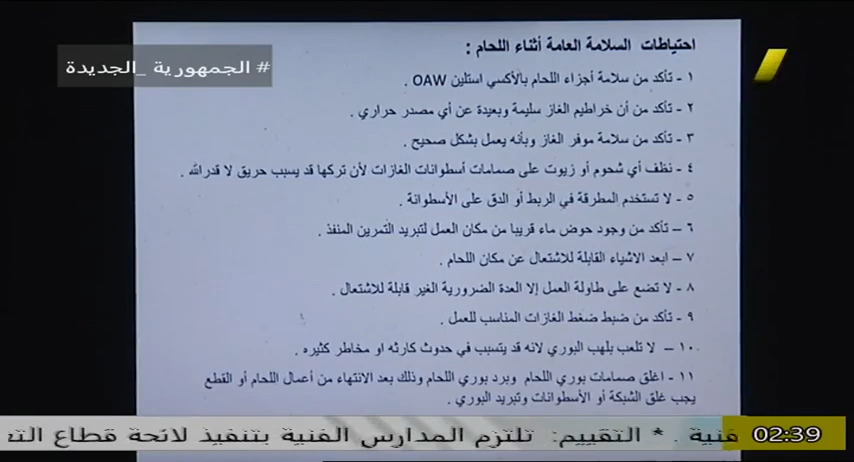 احتياطات السلامة العامة أثناء اللحام :
# الجمهورية _الجديدة
١ - تأكد من سلامة أجزاء اللحام بالأكسي استلين OAW .
٢ - تأكد من أن خراطيم الغاز سليمة وبعيدة عن أي مصدر حراري .
٣ - تأكد من سلامة موفر الغاز وبأنه يعمل بشكل صحيح .
٤ - نظف أي شحوم أو زيوت على صمامات أسطوانات الغازات لأن تركها قد يسبب حريق لا قدرالله .
٥ - لا تستخدم المطرقة في الربط أو الدق على الأسطوانة .
٦ – تأكد من وجود حوض ماء قريبا من مكان العمل لتبريد التمرين المنفذ .
٧ – ابعد الاشياء القابلة للاشتعال عن مكان اللحام .
٨ - لا تضع على طاولة العمل إلا العدة الضرورية الغير قابلة للاشتعال .
٩ - تأكد من ضبط ضغط الغازات المناسب للعمل .
١٠ – لا تلعب بلهب البوري لانه قد يتسبب في حدوث كارثه او مخاطر كثيره .
١١ - اغلق صمامات بوري اللحام وبرد بوري اللحام وذلك بعد الانتهاء من أعمال اللحام أو القطع
يجب غلق الشبكة أو الأسطوانات وتبريد البوري .
02:39
فنية . * التقييم: تلتزم المدارس الفنية بتنفيذ لائحة قطاع